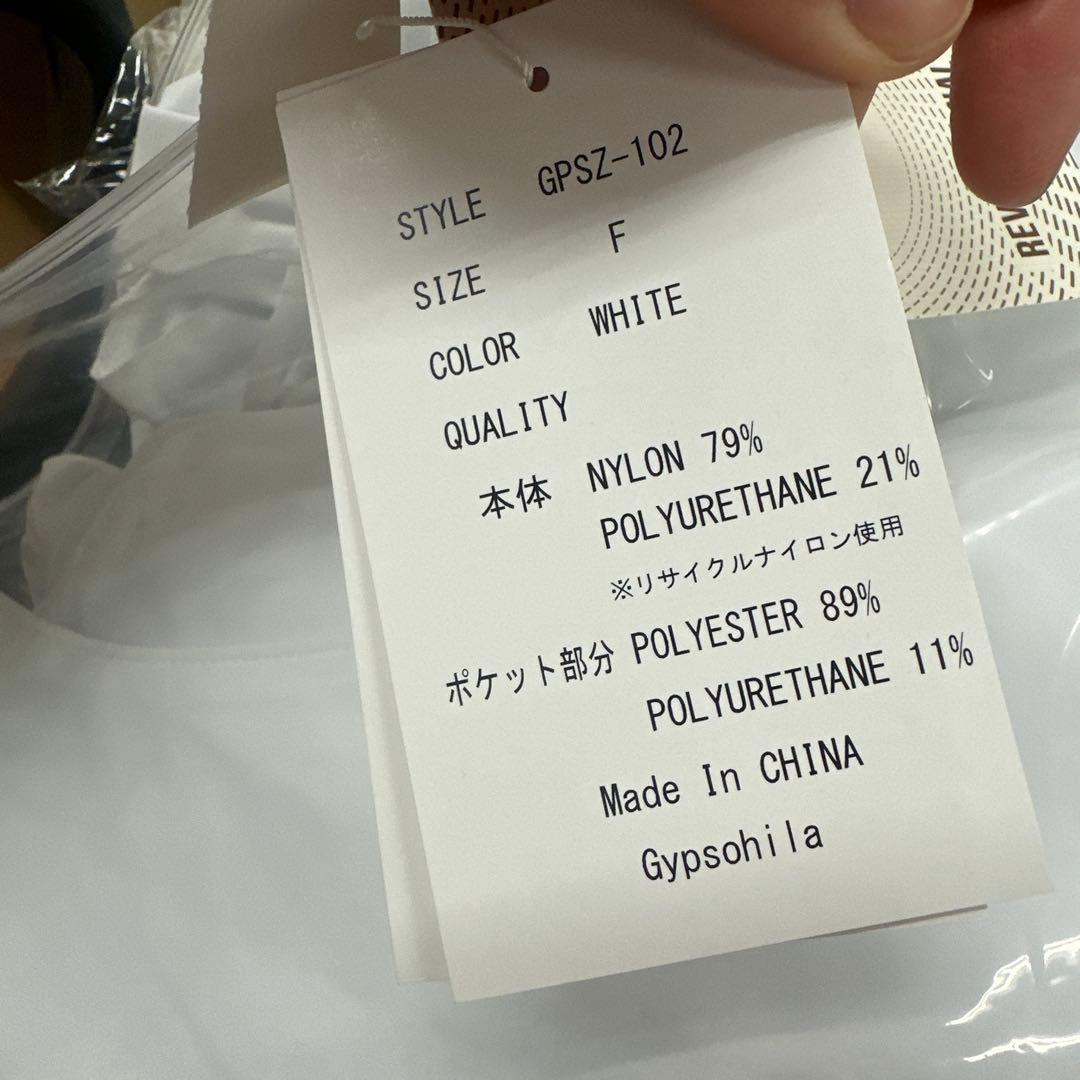 STYLE GPSZ-102
SIZE F
COLOR WHITE
QUALITY
本体 NYLON 79%
POLYURETHANE 21%
※リサイクルナイロン使用
ポケット部分 POLYESTER 89%
POLYURETHANE 11%
Made In CHINA
Gypsohila